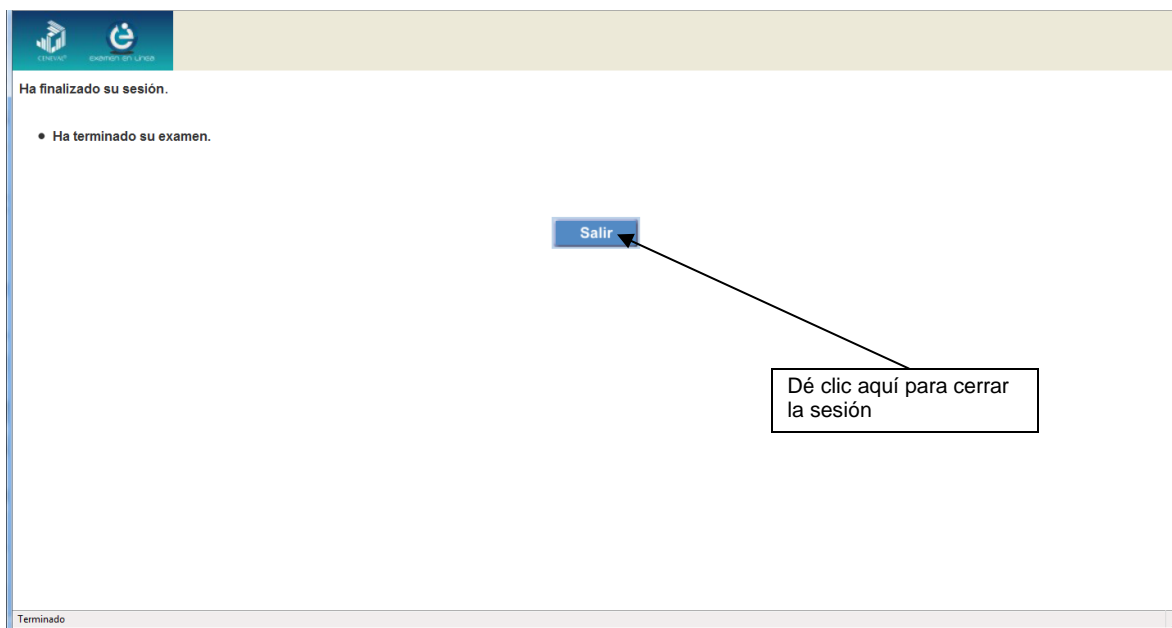 CENEVAL®
examen en línea
Ha finalizado su sesión.
• Ha terminado su examen.
Salir
Dé clic aquí para cerrar
la sesión
Terminado